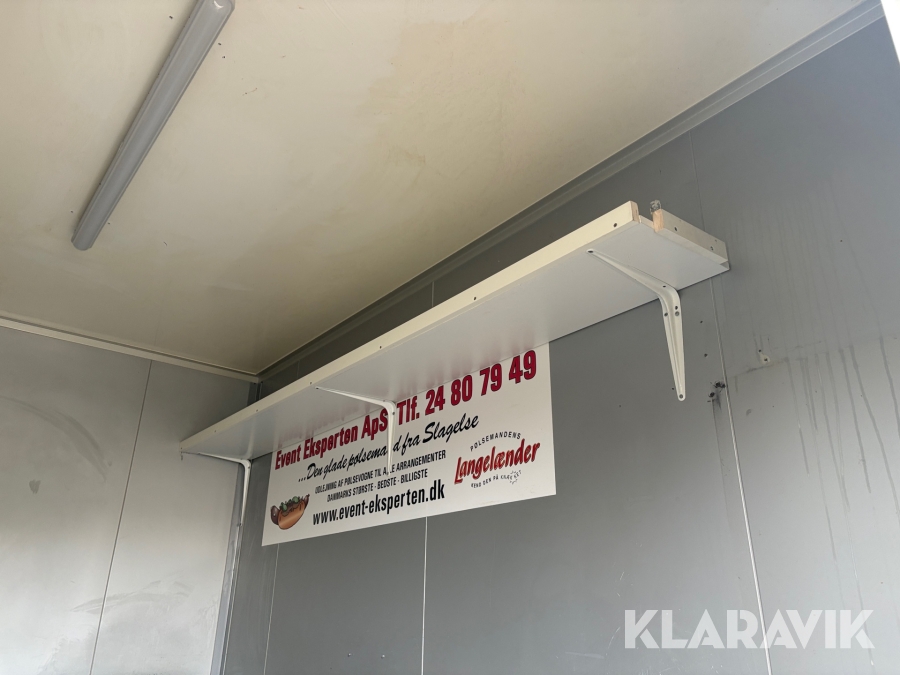 Event Eksperten ApS Tlf. 24 80 79 49
...Den glade pølsemand fra Slagelse
UDLEJNING AF PØLSEVOGNE TIL ALLE ARRANGEMENTER
DANMARKS STØRSTE - BEDSTE - BILLIGSTE
www.event-eksperten.dk
PØLSEMANDENS
Langelænder
KLARAVIK